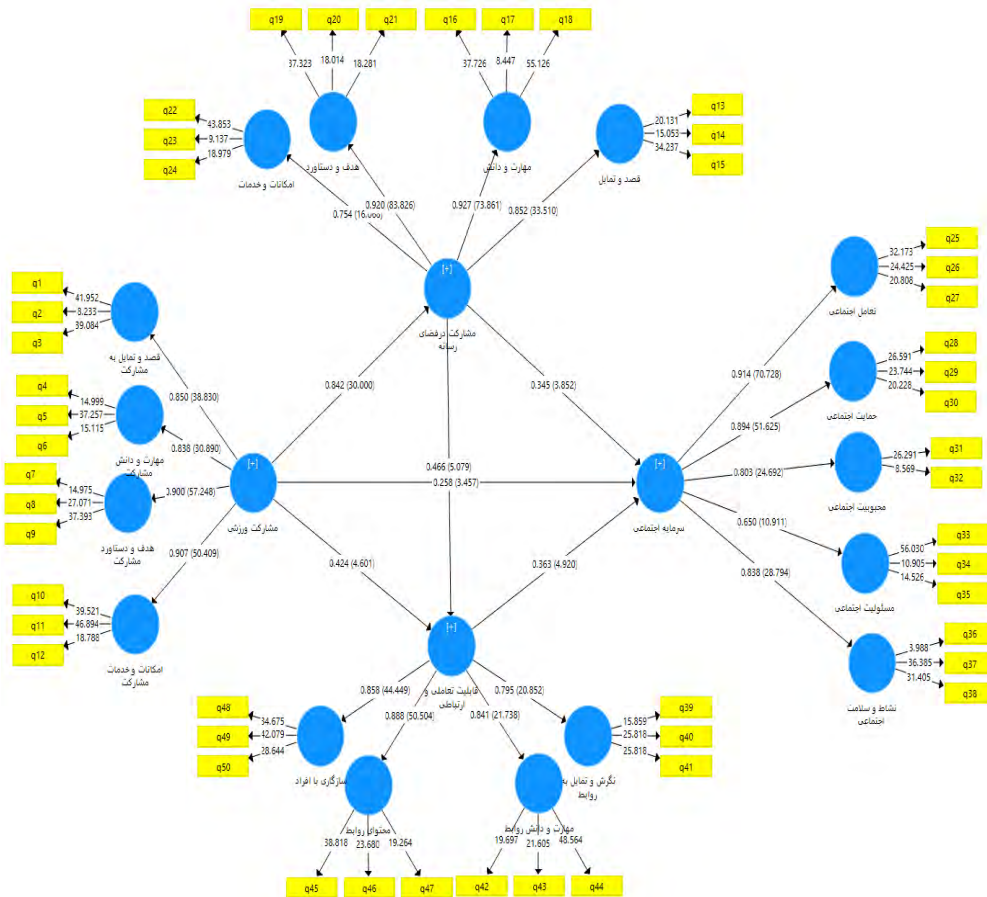 q19
q20
q21
q16
q17
q18
37.323
18.014
18.281
37.726
8.447
55.126
q22
q23
q24
43.853
9.137
18.979
q13
q14
q15
20.131
15.053
34.237
امکانات و خدمات
هدف و دستاورد
مهارت و دانش
قصد و تمایل
0.754
0.920 (83.826)
0.927 (73.861)
0.852 (33.510)
[+]
مشارکت درفضای
رسانه
q1
q2
q3
41.952
8.233
39.084
قصد و تمایل به
مشارکت
q4
q5
q6
14.999
37.257
15.115
مهارت و دانش
مشارکت
q7
q8
q9
14.975
27.071
37.393
هدف و دستاورد
مشارکت
q10
q11
q12
39.521
46.894
18.788
امکانات و خدمات
مشارکت
0.850 (38.830)
0.838 (30.890)
0.900 (57.248)
0.907 (50.409)
[+]
مشارکت ورزشی
0.842 (30.000)
0.345 (3.852)
0.466 (5.079)
0.258 (3.457)
0.424 (4.601)
0.363 (4.920)
[+]
سرمایه اجتماعی
0.914 (70.728)
0.894 (51.625)
0.803 (24.692)
0.650 (10.911)
0.838 (28.794)
q25
q26
q27
32.173
24.425
20.808
تعامل اجتماعی
q28
q29
q30
26.591
23.744
20.228
حمایت اجتماعی
q31
q32
26.291
8.569
محبوبیت اجتماعی
q33
q34
q35
56.030
10.905
14.526
مسئولیت اجتماعی
q36
q37
q38
3.988
36.385
31.405
نشاط و سلامت
اجتماعی
[+]
قابلیت تعاملی و
ارتباطی
0.858 (44.449)
0.888 (50.504)
0.841 (21.738)
0.795 (20.852)
q48
q49
q50
34.675
42.079
28.644
سازگاری با افراد
q39
q40
q41
15.859
25.818
25.818
نگرش و تمایل به
روابط
محتوای روابط
مهارت و دانش روابط
38.818
23.680
19.264
19.697
21.605
48.564
q45
q46
q47
q42
q43
q44